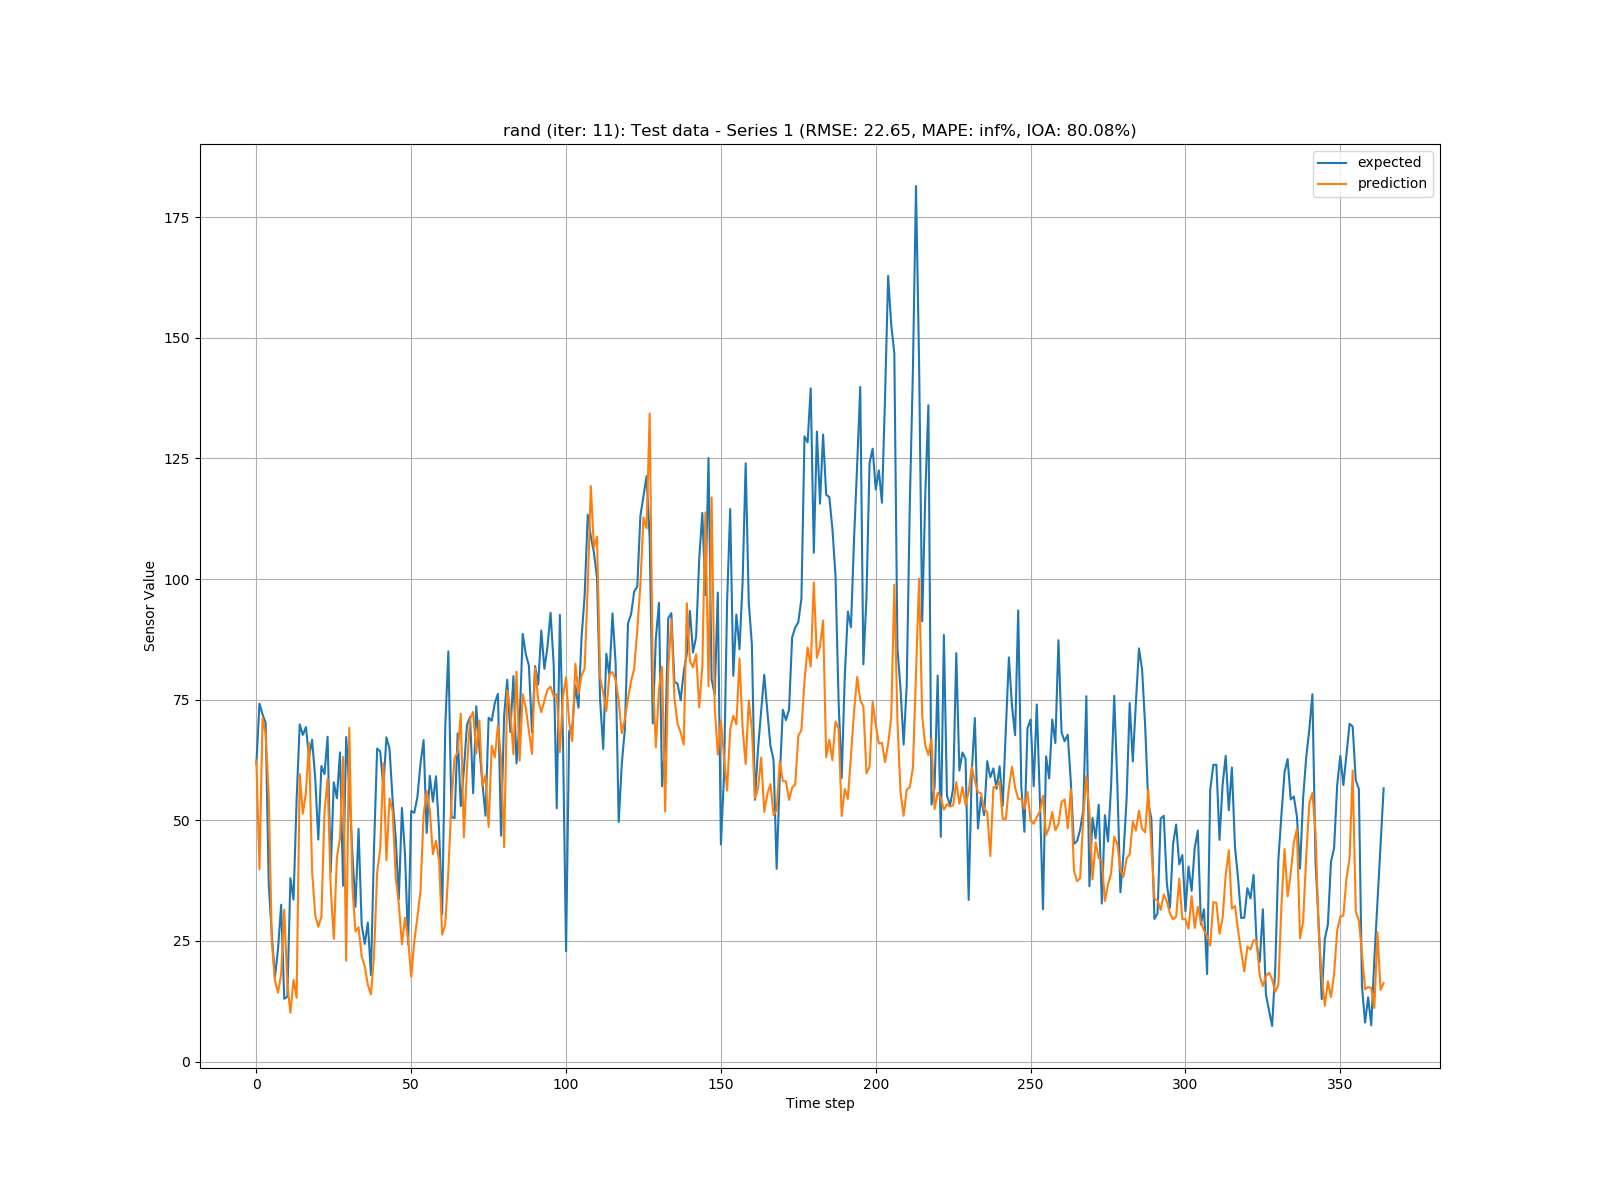 rand (iter: 11): Test data - Series 1 (RMSE: 22.65, MAPE: inf%, IOA: 80.08%)
expected
prediction
175
150
125
100
75
50
25
0
Sensor Value
0 50 100 150 200 250 300 350
Time step